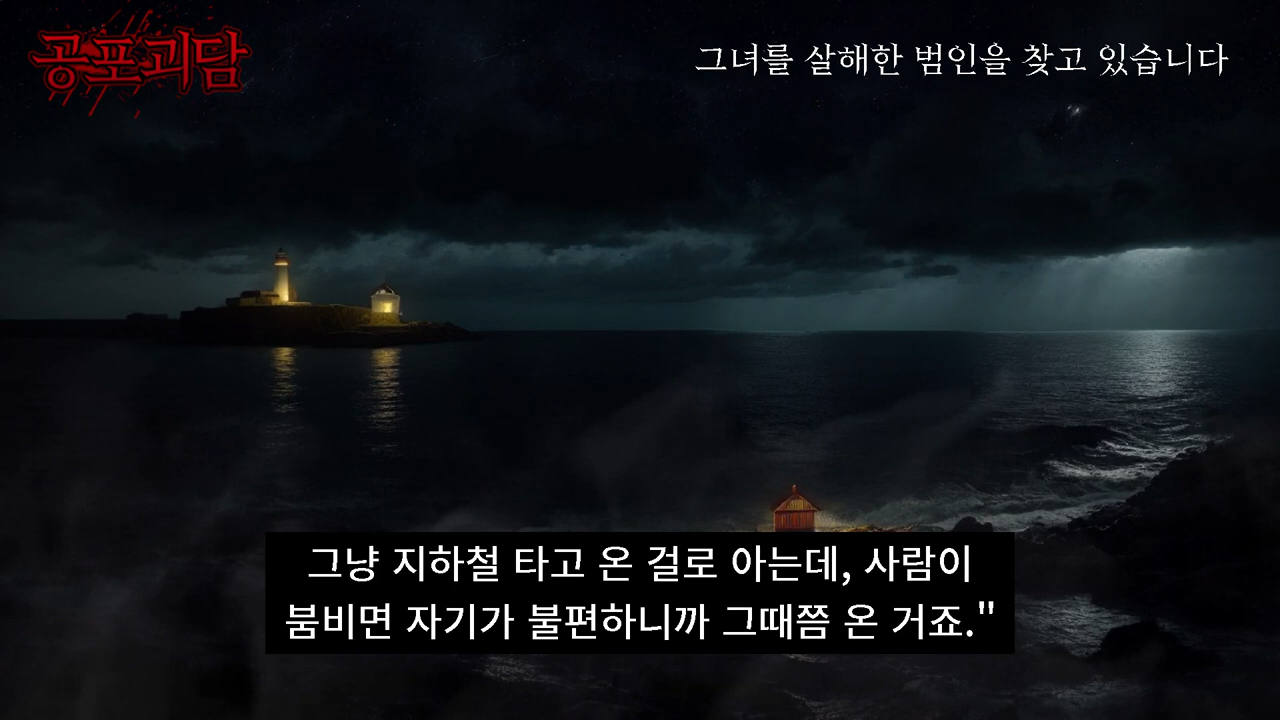 공포괴담
그녀를 살해한 범인을 찾고 있습니다
그냥 지하철 타고 온 걸로 아는데, 사람이
붐비면 자기가 불편하니까 그때쯤 온 거죠."